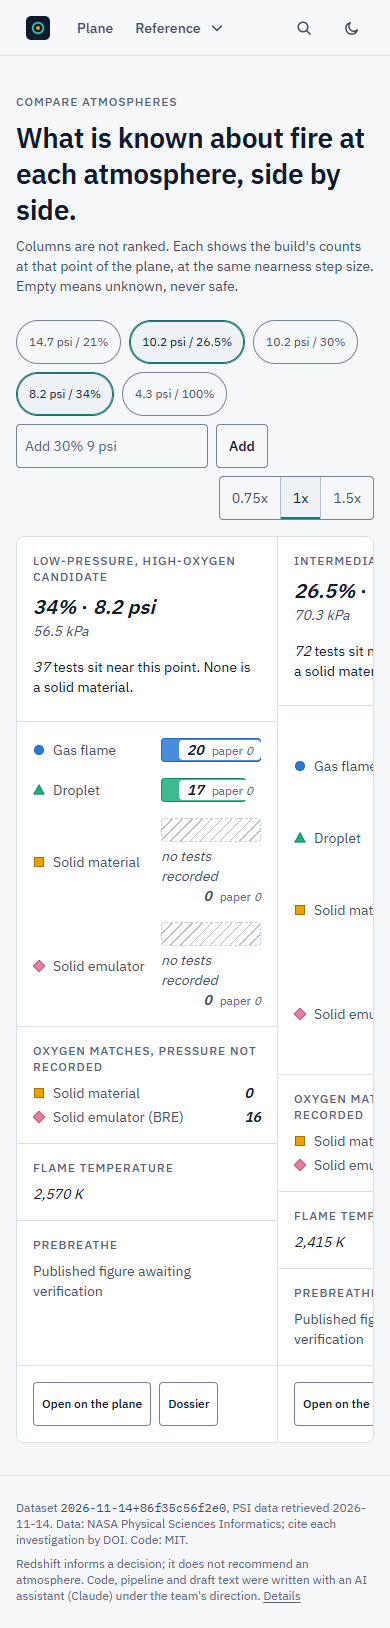 Plane Reference
COMPARE ATMOSPHERES
What is known about fire at
each atmosphere, side by
side.
Columns are not ranked. Each shows the build's counts
at that point of the plane, at the same nearness step size.
Empty means unknown, never safe.
14.7 psi / 21% 10.2 psi / 26.5% 10.2 psi / 30%
8.2 psi / 34% 4.3 psi / 100%
Add 30% 9 psi Add
0.75x 1x 1.5x
LOW-PRESSURE, HIGH-OXYGEN
CANDIDATE
34% · 8.2 psi
56.5 kPa
37 tests sit near this point. None is
a solid material.
Gas flame 20 paper 0
Droplet 17 paper 0
Solid material no tests
recorded
0 paper 0
Solid emulator no tests
recorded
0 paper 0
OXYGEN MATCHES, PRESSURE NOT
RECORDED
Solid material 0
Solid emulator (BRE) 16
FLAME TEMPERATURE
2,570 K
PREBREATHE
Published figure awaiting
verification
Open on the plane Dossier
INTERMEDIA
26.5% ·
70.3 kPa
72 tests sit n
a solid mater
Gas flame
Droplet
Solid mat
Solid emu
OXYGEN MAT
RECORDED
Solid mat
Solid emu
FLAME TEMP
2,415 K
PREBREATHE
Published fig
verification
Open on the
Dataset 2026-11-14+86f35c56f2e0, PSI data retrieved 2026-
11-14. Data: NASA Physical Sciences Informatics; cite each
investigation by DOI. Code: MIT.
Redshift informs a decision; it does not recommend an
atmosphere. Code, pipeline and draft text were written with an AI
assistant (Claude) under the team's direction. Details